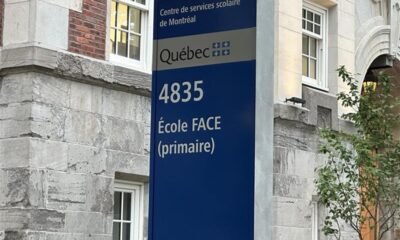 Centre de services scolaire
de Montréal
Québec
4835
École FACE
(primaire)